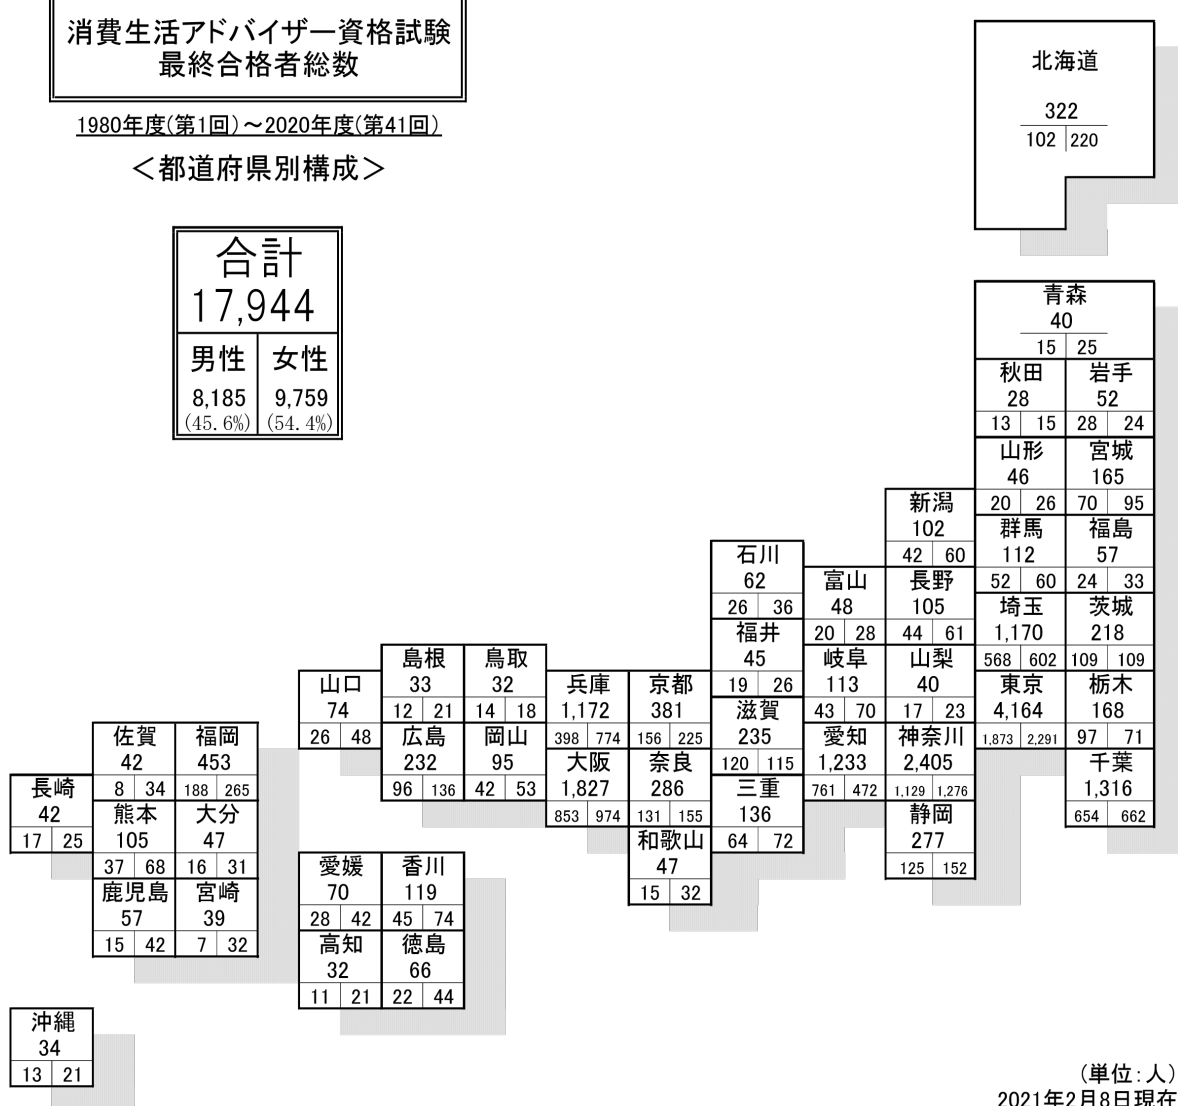 消費生活アドバイザー資格試験
最終合格者総数
1980年度(第1回)～2020年度(第41回)
＜都道府県別構成＞
合計
17,944
男性 女性
8,185 9,759
(45.6%) (54.4%)
北海道
322
102 220
青森
40
15 25
秋田 岩手
28 52
13 15 28 24
山形 宮城
46 165
20 26 70 95
新潟
102
42 60
群馬 福島
112 57
52 60 24 33
石川
62
26 36
富山 長野
48 105
20 28 44 61
埼玉 茨城
1,170 218
568 602 109 109
福井
45
19 26
岐阜 山梨
113 40
43 70 17 23
東京 栃木
4,164 168
1,873 2,291 97 71
島根 鳥取
33 32
12 21 14 18
山口
74
26 48
兵庫 京都
1,172 381
398 774 156 225
滋賀
235
120 115
愛知 神奈川
1,233 2,405
761 472 1,129 1,276
千葉
1,316
654 662
佐賀 福岡
42 453
8 34 188 265
広島 岡山
232 95
96 136 42 53
大阪 奈良
1,827 286
853 974 131 155
三重
136
64 72
静岡
277
125 152
長崎
42
17 25
熊本 大分
105 47
37 68 16 31
和歌山
47
15 32
愛媛 香川
70 119
28 42 45 74
鹿児島 宮崎
57 39
15 42 7 32
高知 徳島
32 66
11 21 22 44
沖縄
34
13 21
(単位:人)
2021年2月8日現在